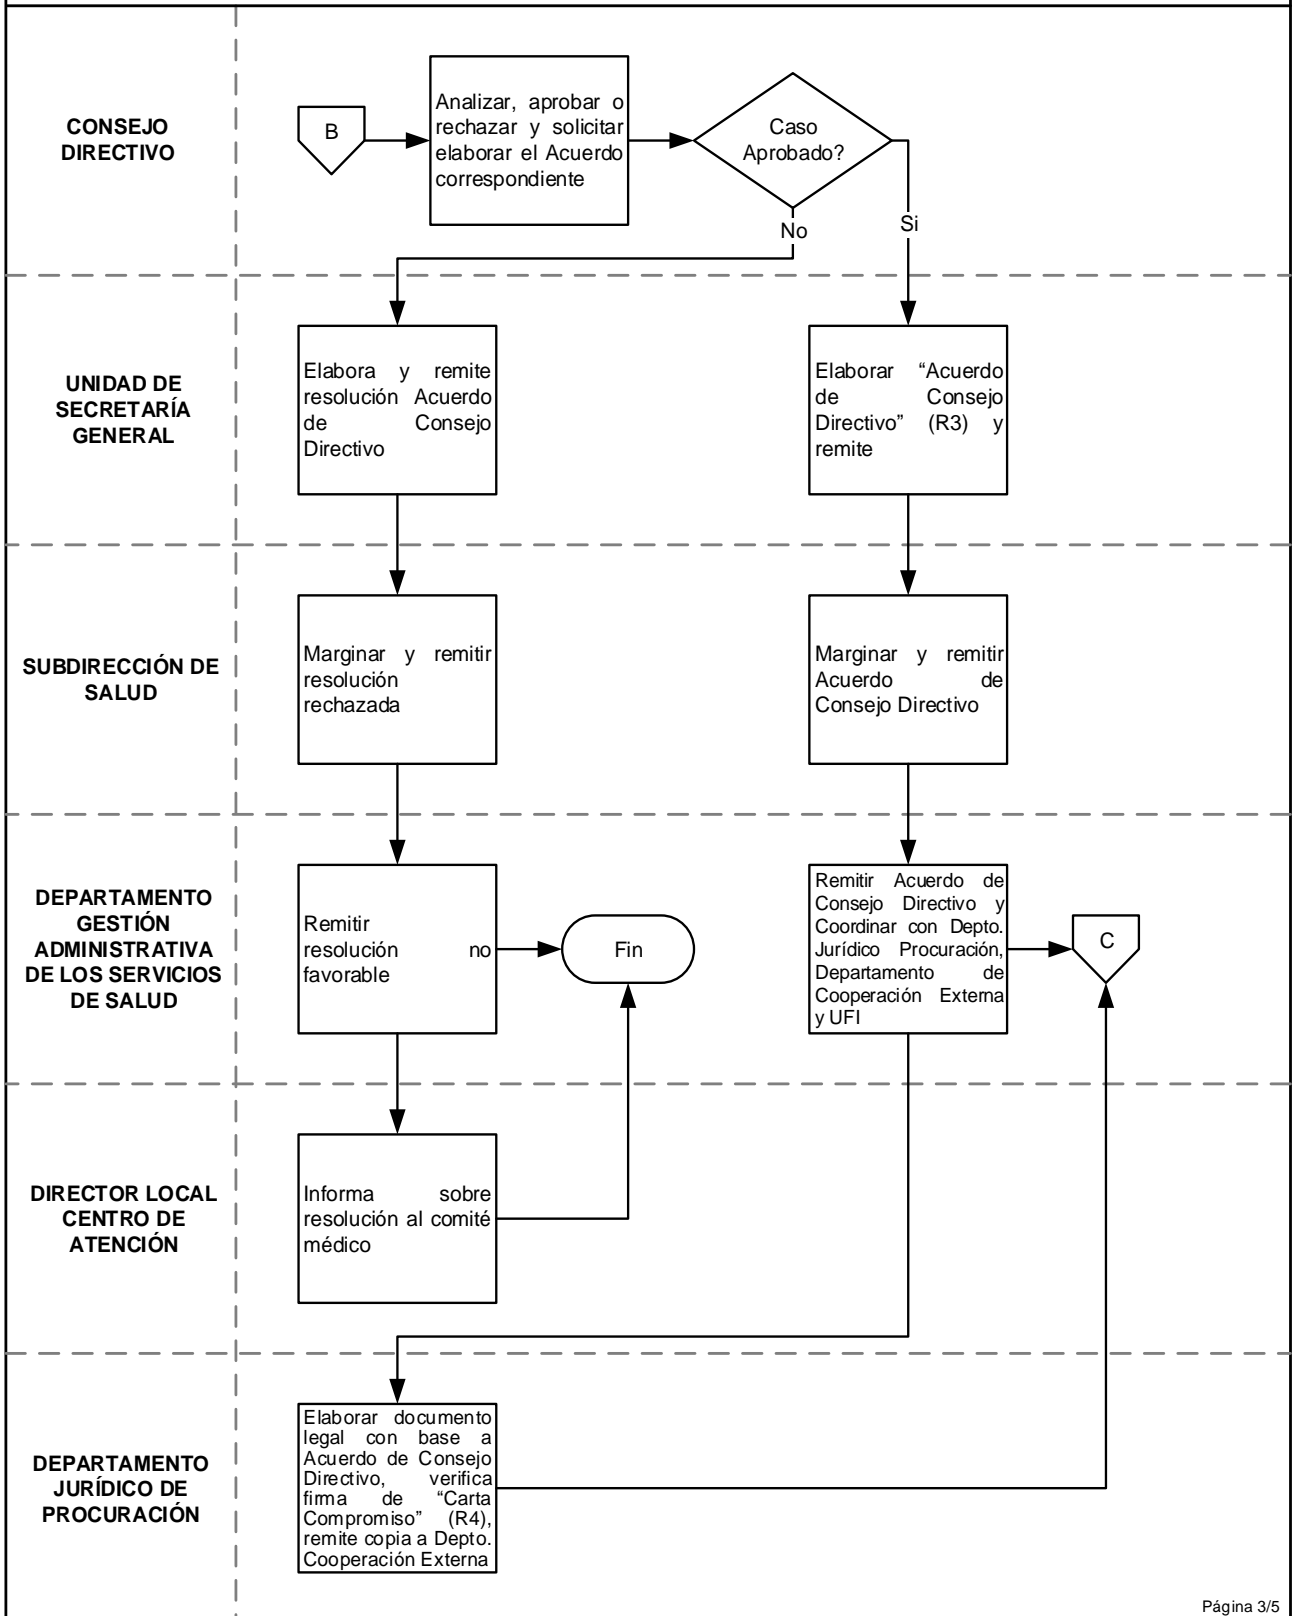 CONSEJO
DIRECTIVO
B
Analizar, aprobar o
rechazar y solicitar
elaborar el Acuerdo
correspondiente
Caso
Aprobado?
No
Si
UNIDAD DE
SECRETARÍA
GENERAL
Elabora y remite
resolución Acuerdo
de Consejo
Directivo
Elaborar “Acuerdo
de Consejo
Directivo” (R3) y
remite
SUBDIRECCIÓN DE
SALUD
Marginar y remitir
resolución
rechazada
Marginar y remitir
Acuerdo de
Consejo Directivo
DEPARTAMENTO
GESTIÓN
ADMINISTRATIVA
DE LOS SERVICIOS
DE SALUD
Remitir
resolución no
favorable
Fin
Remitir Acuerdo de
Consejo Directivo y
Coordinar con Depto.
Jurídico Procuración,
Departamento de
Cooperación Externa
y UFI
C
DIRECTOR LOCAL
CENTRO DE
ATENCIÓN
Informa sobre
resolución al comité
médico
DEPARTAMENTO
JURÍDICO DE
PROCURACIÓN
Elaborar documento
legal con base a
Acuerdo de Consejo
Directivo, verifica
firma de “Carta
Compromiso” (R4),
remite copia a Depto.
Cooperación Externa
Página 3/5